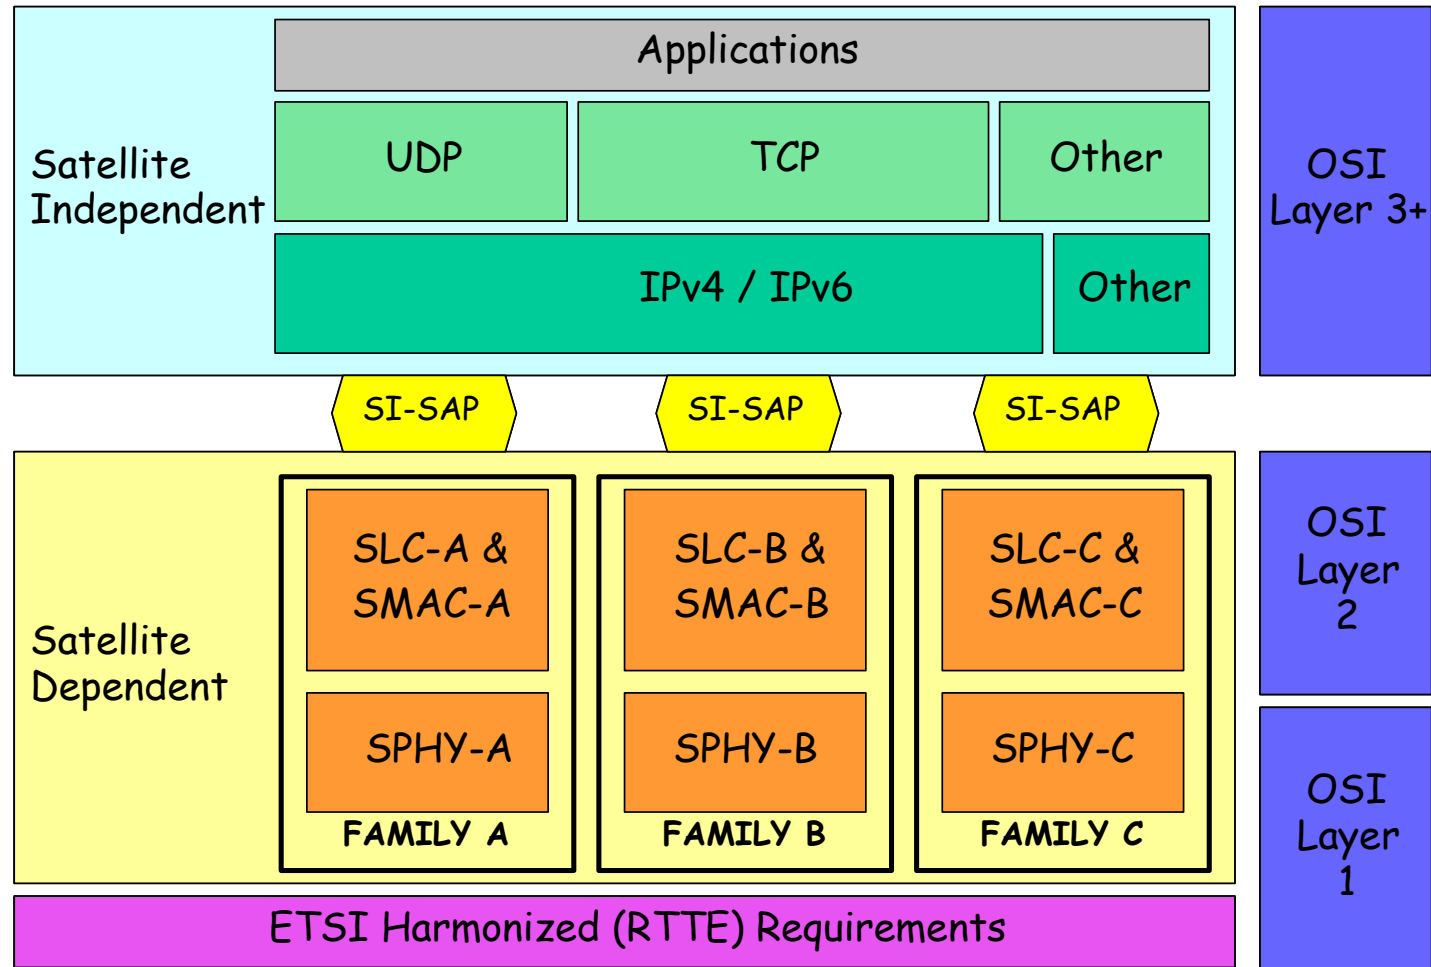 Applications
Satellite
Independent
UDP
TCP
Other
IPv4 / IPv6
Other
OSI
Layer 3+
SI-SAP
SI-SAP
SI-SAP
Satellite
Dependent
SLC-A &
SMAC-A
SPHY-A
FAMILY A
SLC-B &
SMAC-B
SPHY-B
FAMILY B
SLC-C &
SMAC-C
SPHY-C
FAMILY C
OSI
Layer
2
OSI
Layer
1
ETSI Harmonized (RTTE) Requirements